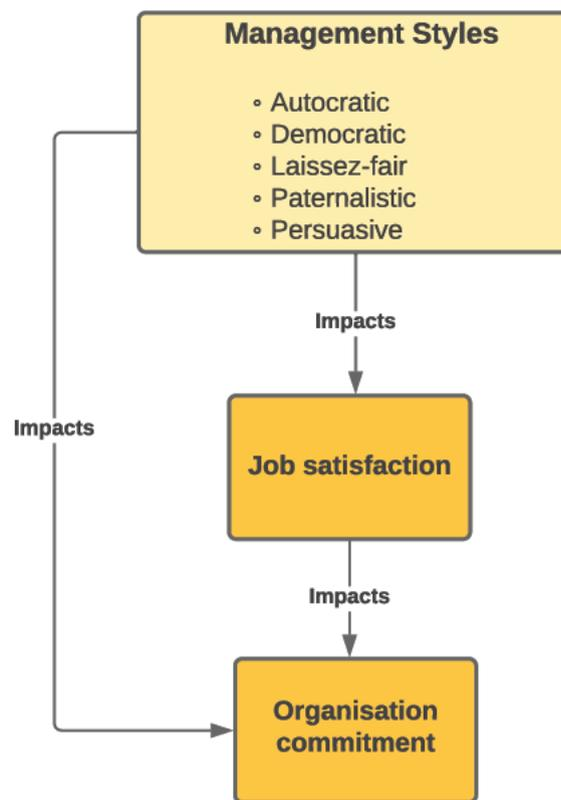 Management Styles
◦ Autocratic
◦ Democratic
◦ Laissez-fair
◦ Paternalistic
◦ Persuasive
Impacts
Impacts
Job satisfaction
Impacts
Organisation
commitment